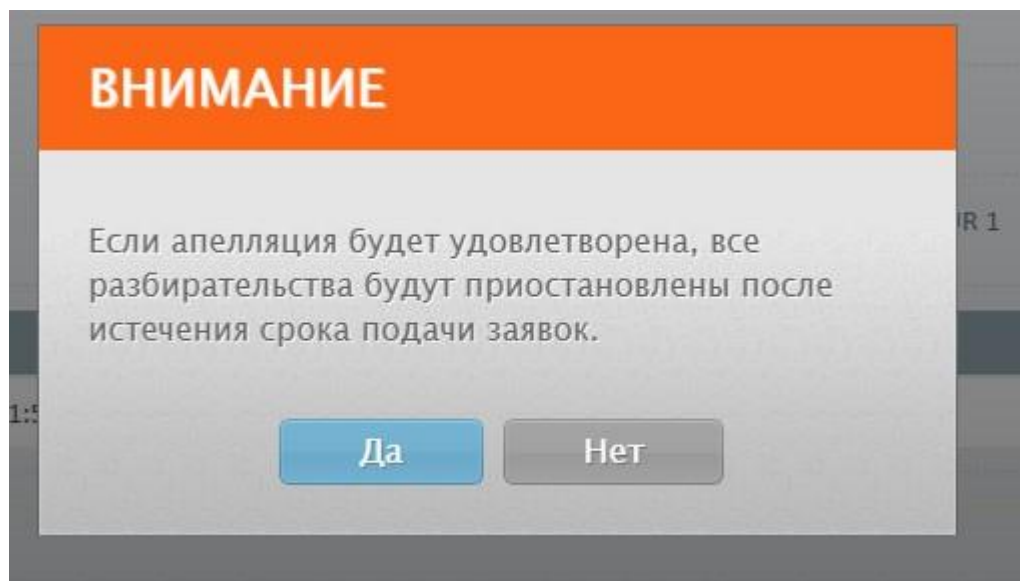 ВНИМАНИЕ
Если апелляция будет удовлетворена, все
разбирательства будут приостановлены после
истечения срока подачи заявок.
Да
Нет